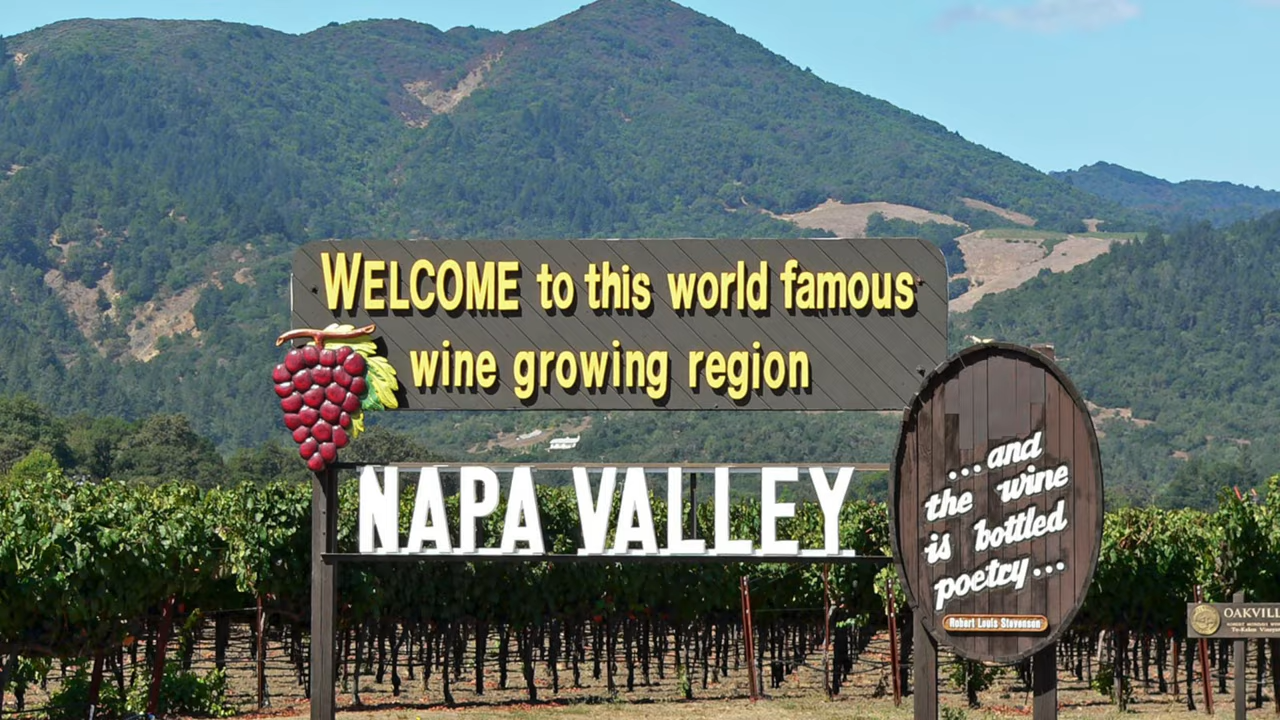 WELCOME to this world famous
wine growing region
NAPA VALLEY
...and
the wine
is bottled
poetry...
Robert Louis Stevenson
OAKVILL